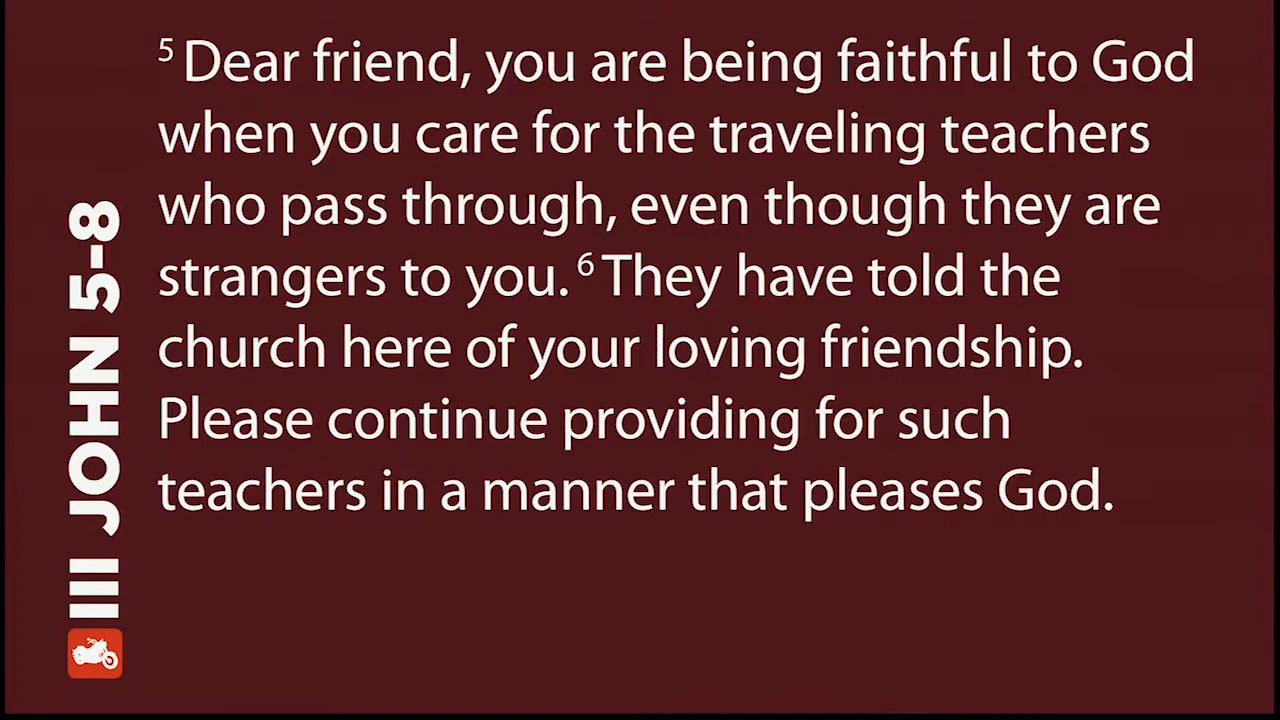 ⁵ Dear friend, you are being faithful to God
when you care for the traveling teachers
who pass through, even though they are
strangers to you. ⁶ They have told the
church here of your loving friendship.
Please continue providing for such
teachers in a manner that pleases God.
III JOHN 5-8